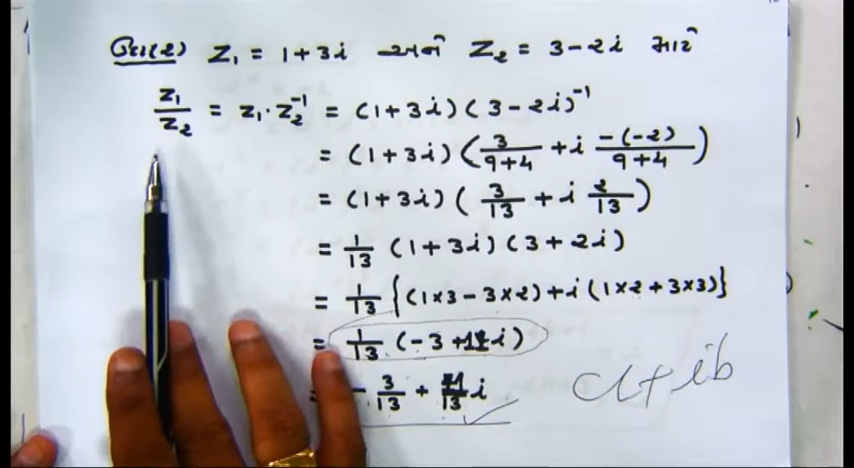 ઉદા(2) Z₁ = 1+3i અને Z₂ = 3-2i માટે
Z₁/Z₂ = Z₁·Z₂⁻¹ = (1+3i)(3-2i)⁻¹
= (1+3i)(3/(9+4) + i (-(-2))/(9+4))
= (1+3i)(3/13 + i 2/13)
= 1/13 (1+3i)(3+2i)
= 1/13 {(1×3-3×2)+i(1×2+3×3)}
= 1/13 (-3+11i)
= - 3/13 + 11/13 i
a+ib